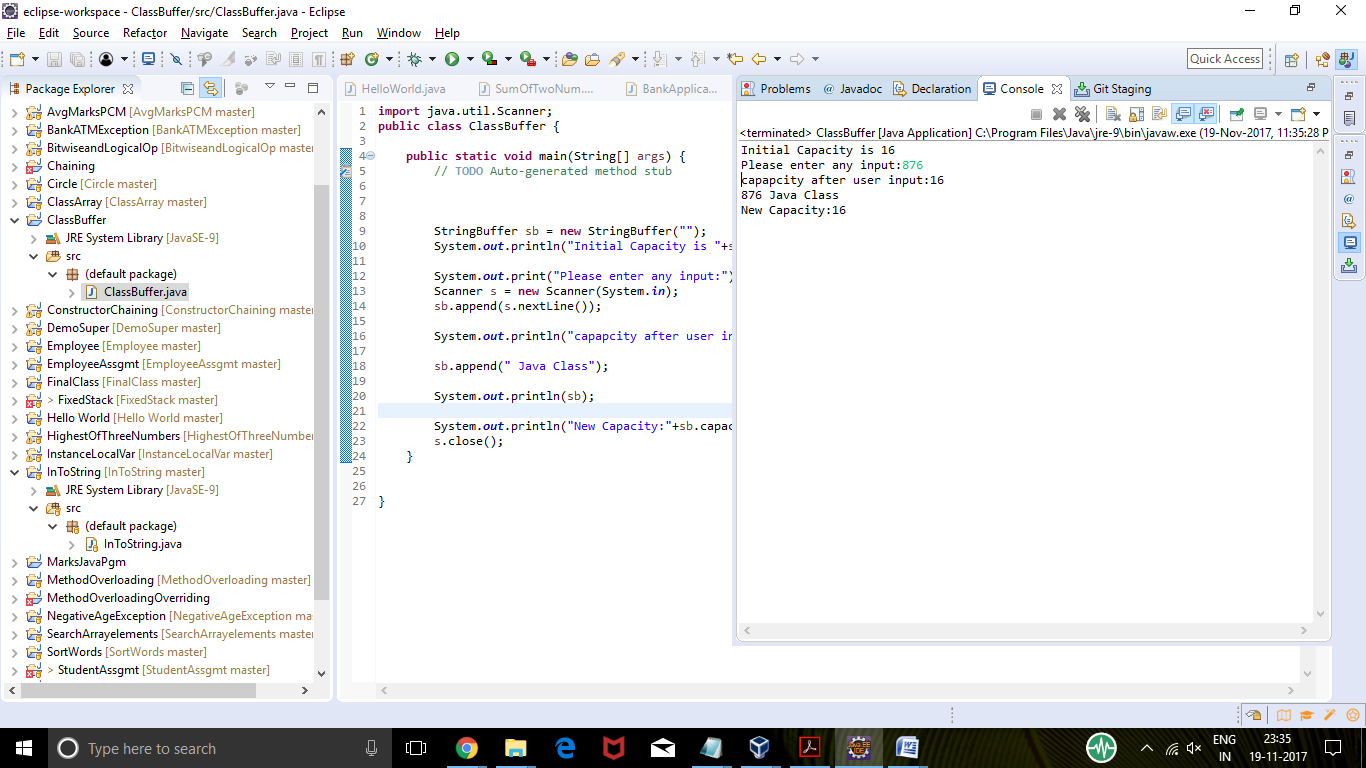 eclipse-workspace - ClassBuffer/src/ClassBuffer.java - Eclipse
File Edit Source Refactor Navigate Search Project Run Window Help
Quick Access
Package Explorer
AvgMarksPCM [AvgMarksPCM master]
BankATMException [BankATMException master]
BitwiseandLogicalOp [BitwiseandLogicalOp master]
Chaining
Circle [Circle master]
ClassArray [ClassArray master]
ClassBuffer
JRE System Library [JavaSE-9]
src
(default package)
ClassBuffer.java
ConstructorChaining [ConstructorChaining master]
DemoSuper [DemoSuper master]
Employee [Employee master]
EmployeeAssgmt [EmployeeAssgmt master]
FinalClass [FinalClass master]
> FixedStack [FixedStack master]
Hello World [Hello World master]
HighestOfThreeNumbers [HighestOfThreeNumbe
InstanceLocalVar [InstanceLocalVar master]
InToString [InToString master]
JRE System Library [JavaSE-9]
src
(default package)
InToString.java
MarksJavaPgm
MethodOverloading [MethodOverloading master]
MethodOverloadingOverriding
NegativeAgeException [NegativeAgeException ma
SearchArrayelements [SearchArrayelements maste
SortWords [SortWords master]
> StudentAssgmt [StudentAssgmt master]
HelloWorld.java SumOfTwoNum.... BankApplica...
1 import java.util.Scanner;
2 public class ClassBuffer {
3
4 public static void main(String[] args) {
5 // TODO Auto-generated method stub
6
7
8
9 StringBuffer sb = new StringBuffer("");
10 System.out.println("Initial Capacity is "+s
11
12 System.out.print("Please enter any input:")
13 Scanner s = new Scanner(System.in);
14 sb.append(s.nextLine());
15
16 System.out.println("capapcity after user in
17
18 sb.append(" Java Class");
19
20 System.out.println(sb);
21
22 System.out.println("New Capacity:"+sb.capac
23 s.close();
24 }
25
26
27 }
Problems @ Javadoc Declaration Console Git Staging
<terminated> ClassBuffer [Java Application] C:\Program Files\Java\jre-9\bin\javaw.exe (19-Nov-2017, 11:35:28 P
Initial Capacity is 16
Please enter any input:876
capapcity after user input:16
876 Java Class
New Capacity:16
Type here to search
ENG
IN
23:35
19-11-2017